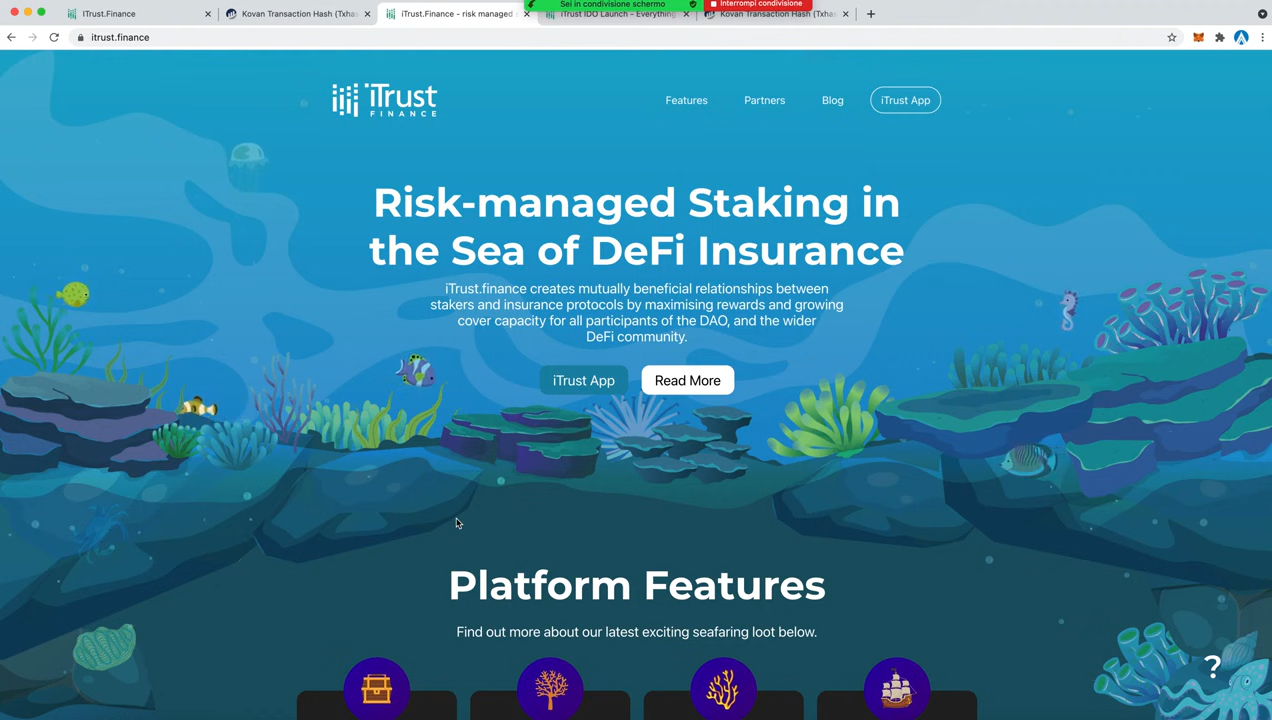 Sei in condivisione schermo
Interrompi condivisione
iTrust.Finance
Kovan Transaction Hash (Txhas
iTrust.Finance - risk managed
iTrust IDO Launch - Everything
Kovan Transaction Hash (Txhas
itrust.finance
iTrust
FINANCE
Features
Partners
Blog
iTrust App
Risk-managed Staking in
the Sea of DeFi Insurance
iTrust.finance creates mutually beneficial relationships between
stakers and insurance protocols by maximising rewards and growing
cover capacity for all participants of the DAO, and the wider
DeFi community.
iTrust App
Read More
Platform Features
Find out more about our latest exciting seafaring loot below.
?